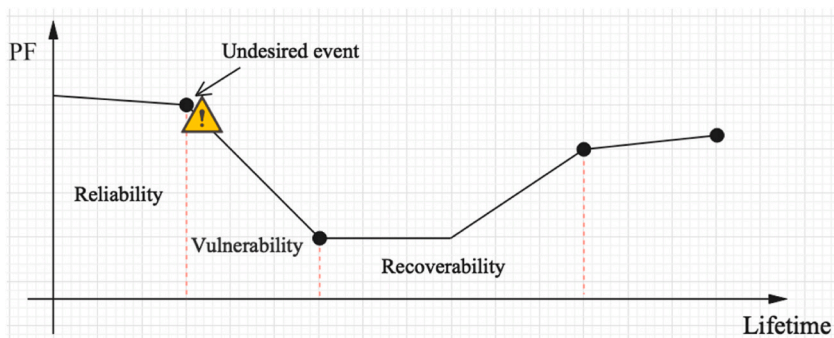 PF
Undesired event
!
Reliability
Vulnerability
Recoverability
Lifetime